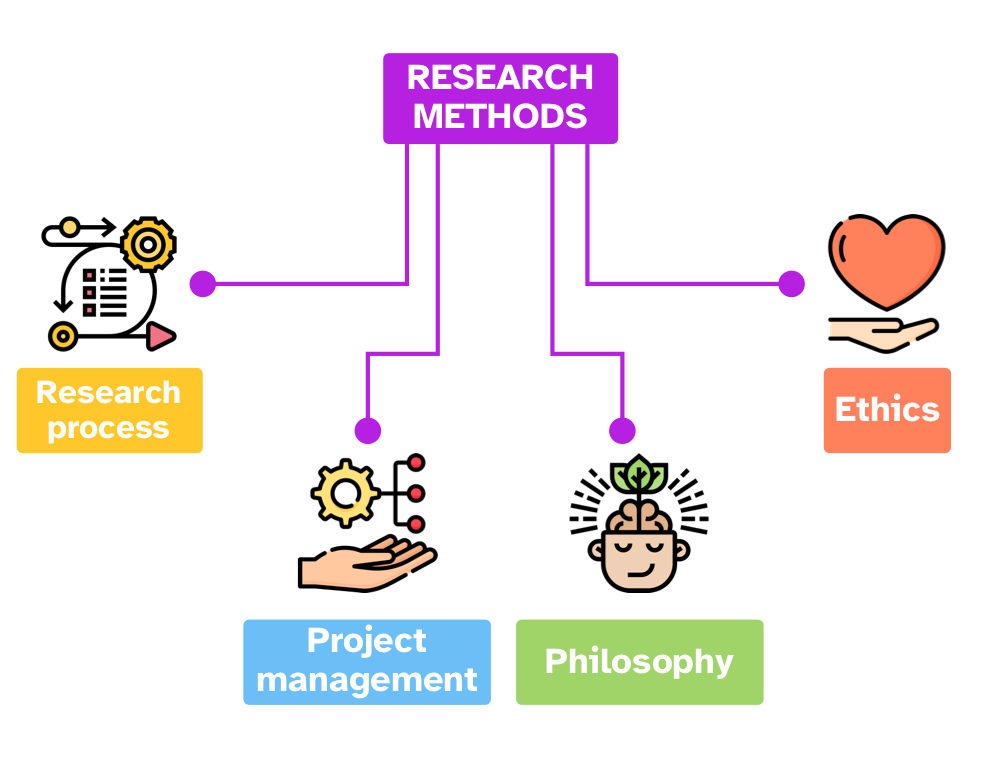 RESEARCH
METHODS
Research
process
Ethics
Project
management
Philosophy